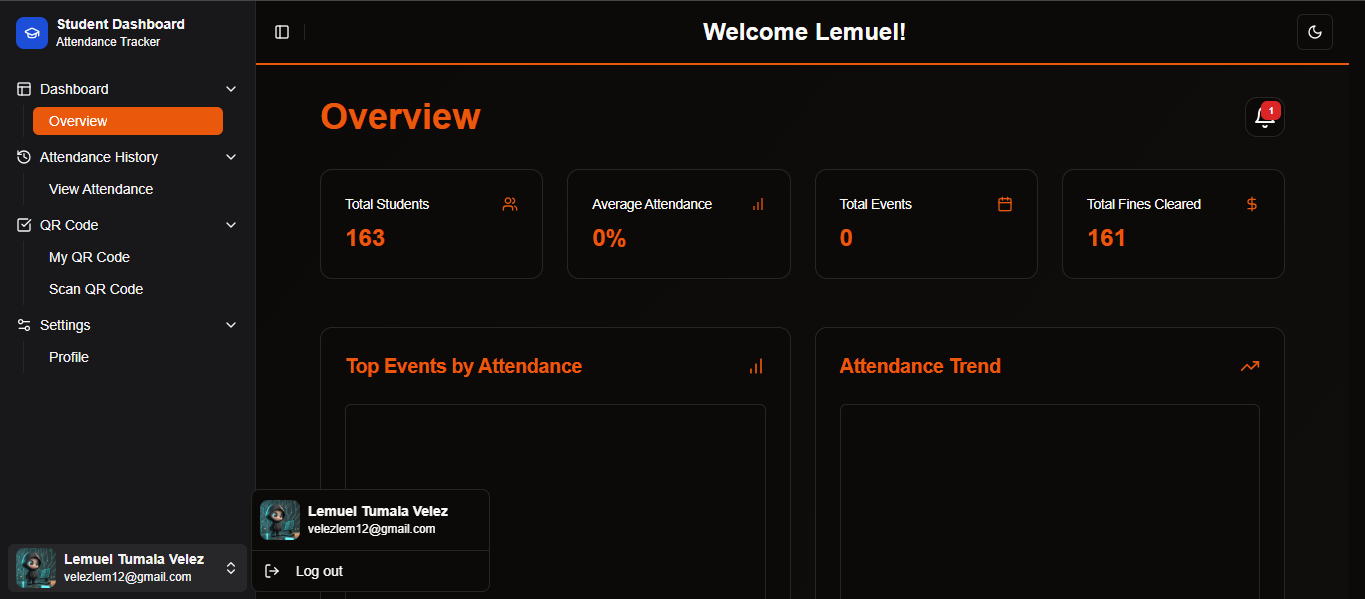 Student Dashboard
Attendance Tracker
Dashboard
Overview
Attendance History
View Attendance
QR Code
My QR Code
Scan QR Code
Settings
Profile
Lemuel Tumala Velez
velezlem12@gmail.com
Welcome Lemuel!
Overview
1
Total Students
163
Average Attendance
0%
Total Events
0
Total Fines Cleared
161
Top Events by Attendance
Attendance Trend
Lemuel Tumala Velez
velezlem12@gmail.com
Log out